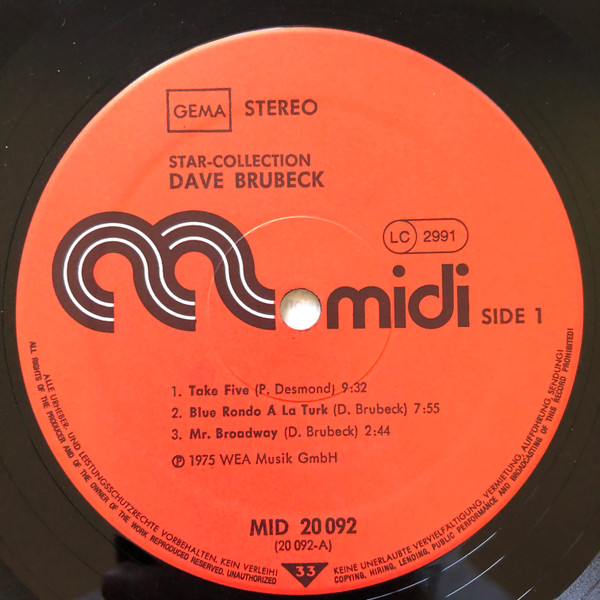 GEMA STEREO
STAR-COLLECTION
DAVE BRUBECK
LC 2991
midi SIDE 1
1. Take Five (P. Desmond) 9:32
2. Blue Rondo A La Turk (D. Brubeck) 7:55
3. Mr. Broadway (D. Brubeck) 2:44
Ⓟ 1975 WEA Musik GmbH
MID 20 092
(20 092-A)
33
ALLE URHEBER- UND LEISTUNGSSCHUTZRECHTE VORBEHALTEN. KEIN VERLEIH! KEINE UNERLAUBTE VERVIELFÄLTIGUNG, VERMIETUNG, AUFFÜHRUNG, SENDUNG!
ALL RIGHTS OF THE PRODUCER AND OF THE OWNER OF THE WORK REPRODUCED RESERVED. UNAUTHORIZED COPYING, HIRING, LENDING, PUBLIC PERFORMANCE AND BROADCASTING OF THIS RECORD PROHIBITED!